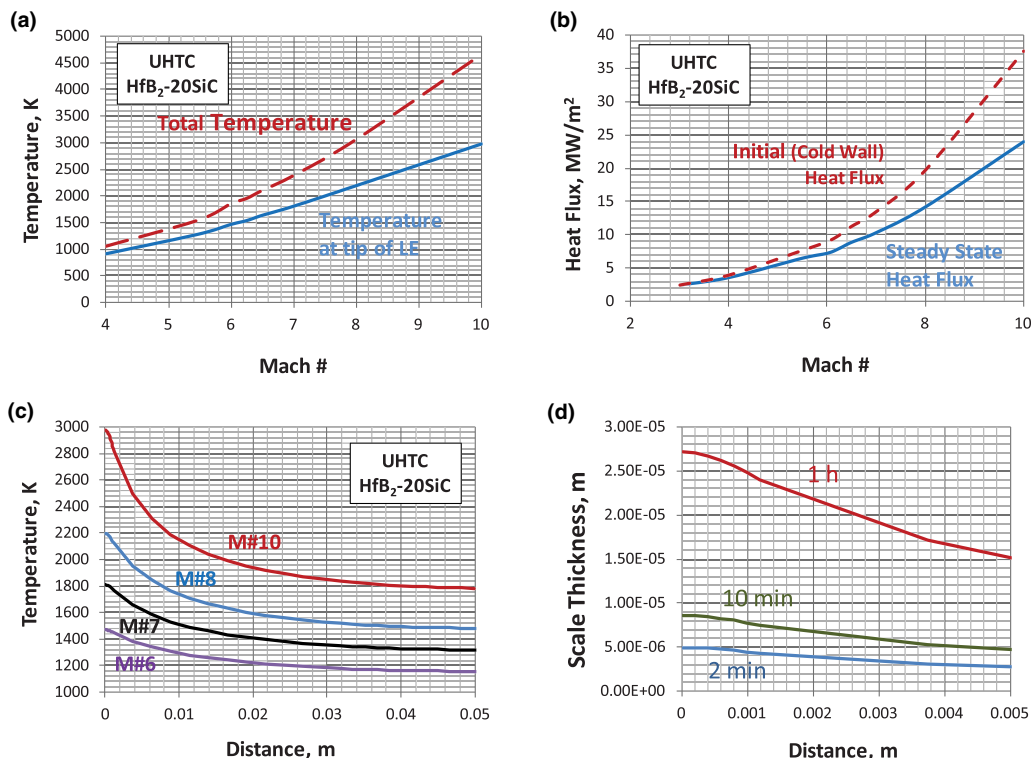 (a)
Temperature, K
5000
4500
4000
3500
3000
2500
2000
1500
1000
500
0
UHTC
HfB₂-20SiC
Total Temperature
Temperature
at tip of LE
4 5 6 7 8 9 10
Mach #
(b)
Heat Flux, MW/m²
40
35
30
25
20
15
10
5
0
UHTC
HfB₂-20SiC
Initial (Cold Wall)
Heat Flux
Steady State
Heat Flux
2 4 6 8 10
Mach #
(c)
Temperature, K
3000
2800
2600
2400
2200
2000
1800
1600
1400
1200
1000
UHTC
HfB₂-20SiC
M#10
M#8
M#7
M#6
0 0.01 0.02 0.03 0.04 0.05
Distance, m
(d)
Scale Thickness, m
3.00E-05
2.50E-05
2.00E-05
1.50E-05
1.00E-05
5.00E-06
0.00E+00
1 h
10 min
2 min
0 0.001 0.002 0.003 0.004 0.005
Distance, m